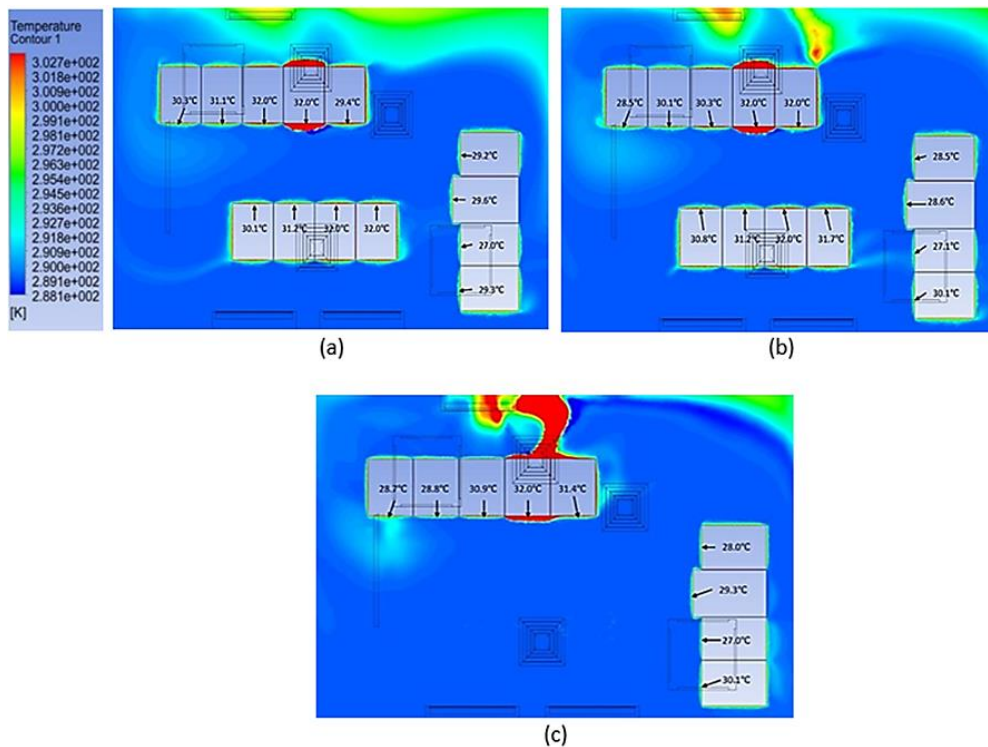 Temperature
Contour 1
3.027e+002
3.018e+002
3.009e+002
3.000e+002
2.991e+002
2.981e+002
2.972e+002
2.963e+002
2.954e+002
2.945e+002
2.936e+002
2.927e+002
2.918e+002
2.909e+002
2.900e+002
2.891e+002
2.881e+002
[K]
30.3°C 31.1°C 32.0°C 32.0°C 29.4°C
29.2°C
29.6°C
30.1°C 31.2°C 32.0°C 32.0°C
27.0°C
29.3°C
(a)
28.5°C 30.1°C 30.3°C 32.0°C 32.0°C
28.5°C
28.6°C
30.8°C 31.2°C 32.0°C 31.7°C
27.1°C
30.1°C
(b)
28.7°C 28.8°C 30.9°C 32.0°C 31.4°C
28.0°C
29.3°C
27.0°C
30.1°C
(c)